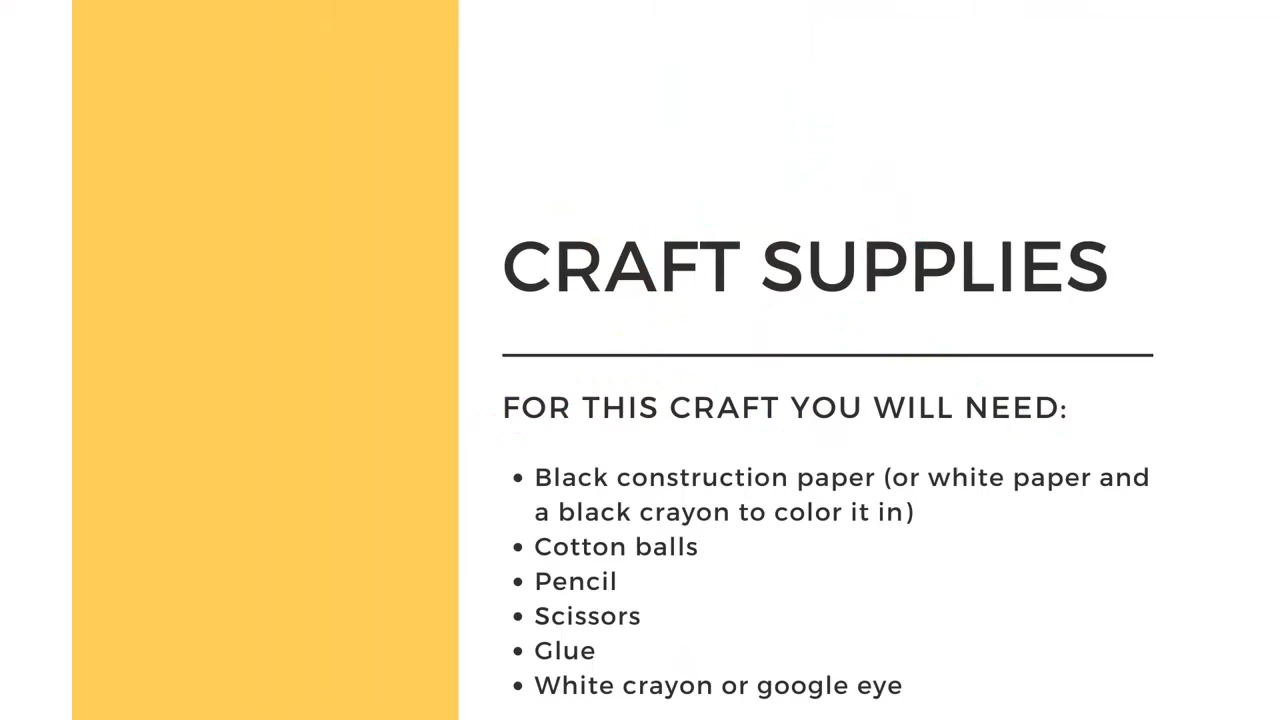 CRAFT SUPPLIES
FOR THIS CRAFT YOU WILL NEED:
• Black construction paper (or white paper and
a black crayon to color it in)
• Cotton balls
• Pencil
• Scissors
• Glue
• White crayon or google eye